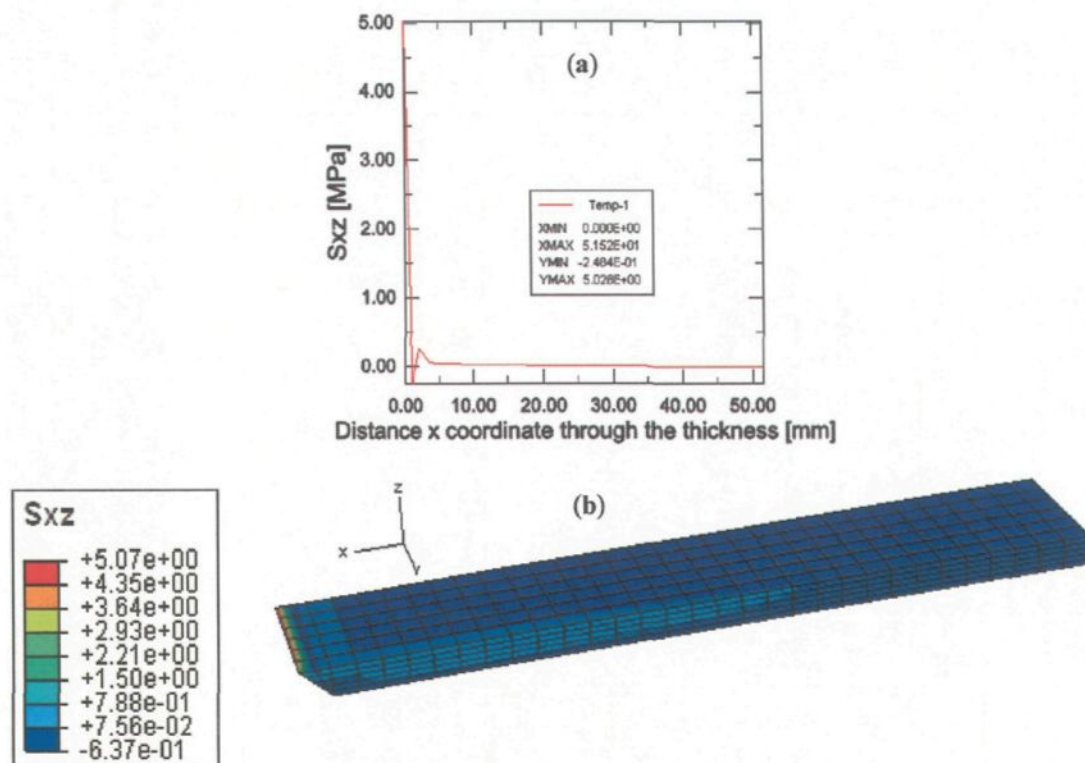 5.00
(a)
4.00
3.00
Sxz [MPa]
2.00
1.00
0.00
Temp-1
XMIN 0.000E+00
XMAX 5.152E+01
YMIN -2.464E-01
YMAX 5.026E+00
0.00 10.00 20.00 30.00 40.00 50.00
Distance x coordinate through the thickness [mm]
(b)
z
x
Y
Sxz
+5.07e+00
+4.35e+00
+3.64e+00
+2.93e+00
+2.21e+00
+1.50e+00
+7.88e-01
+7.56e-02
-6.37e-01